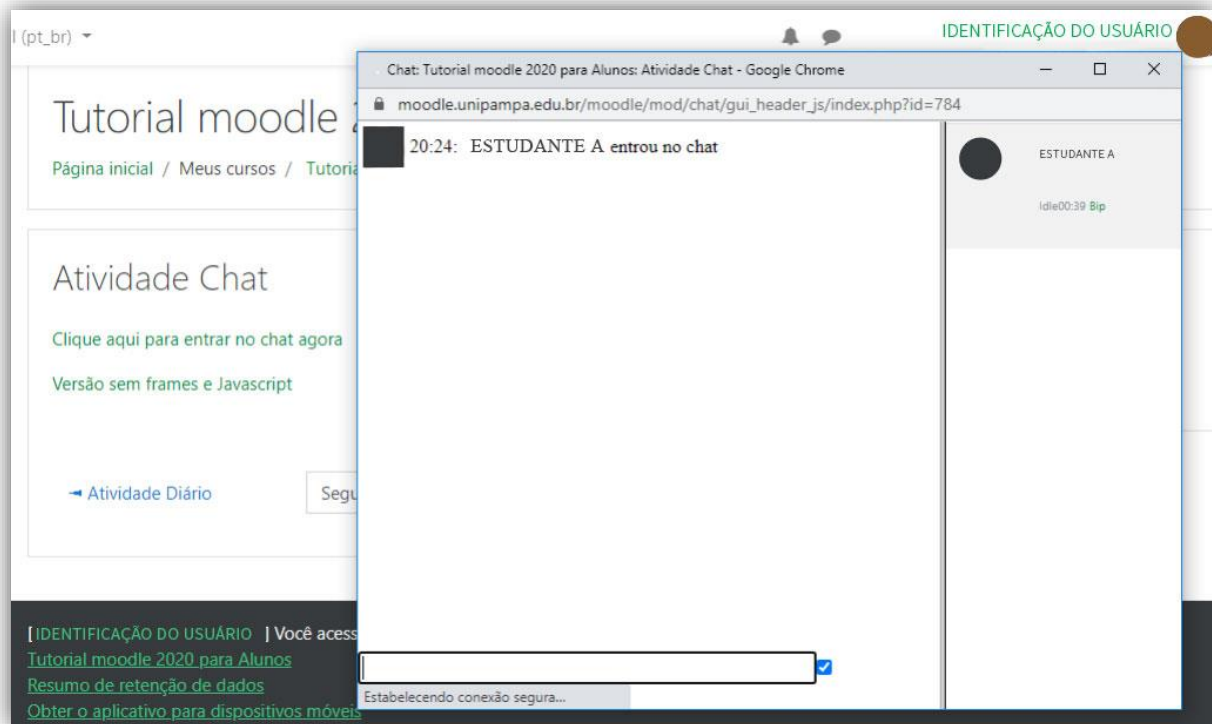 l (pt_br)
IDENTIFICAÇÃO DO USUÁRIO
Tutorial moodle
Página inicial / Meus cursos /
Atividade Chat
Clique aqui para entrar no chat agora
Versão sem frames e Javascript
Atividade Diário
[ IDENTIFICAÇÃO DO USUÁRIO ] Você
Tutorial moodle 2020 para Alunos
Resumo de retenção de dados
Obter o aplicativo para dispositivos móveis
Chat: Tutorial moodle 2020 para Alunos: Atividade Chat - Google Chrome
moodle.unipampa.edu.br/moodle/mod/chat/gui_header_js/index.php?id=784
20:24: ESTUDANTE A entrou no chat
ESTUDANTE A
Idle00:39 Bip
Estabelecendo conexão segura...